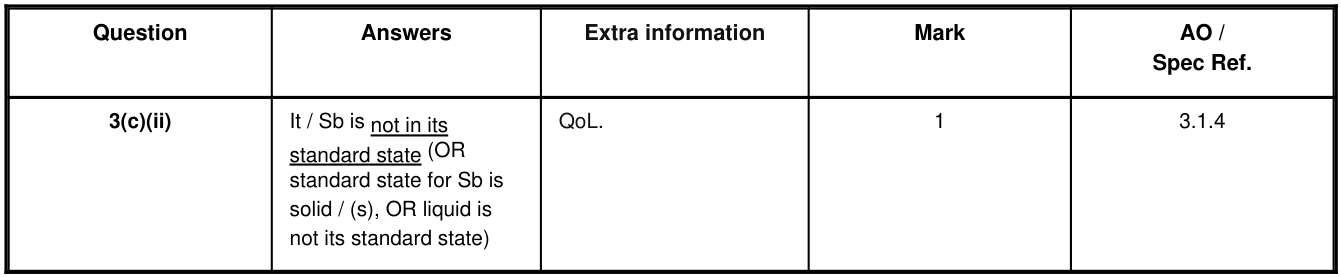 Question Answers Extra information Mark AO /
Spec Ref.
3(c)(ii) It / Sb is not in its QoL. 1 3.1.4
standard state (OR
standard state for Sb is
solid / (s), OR liquid is
not its standard state)